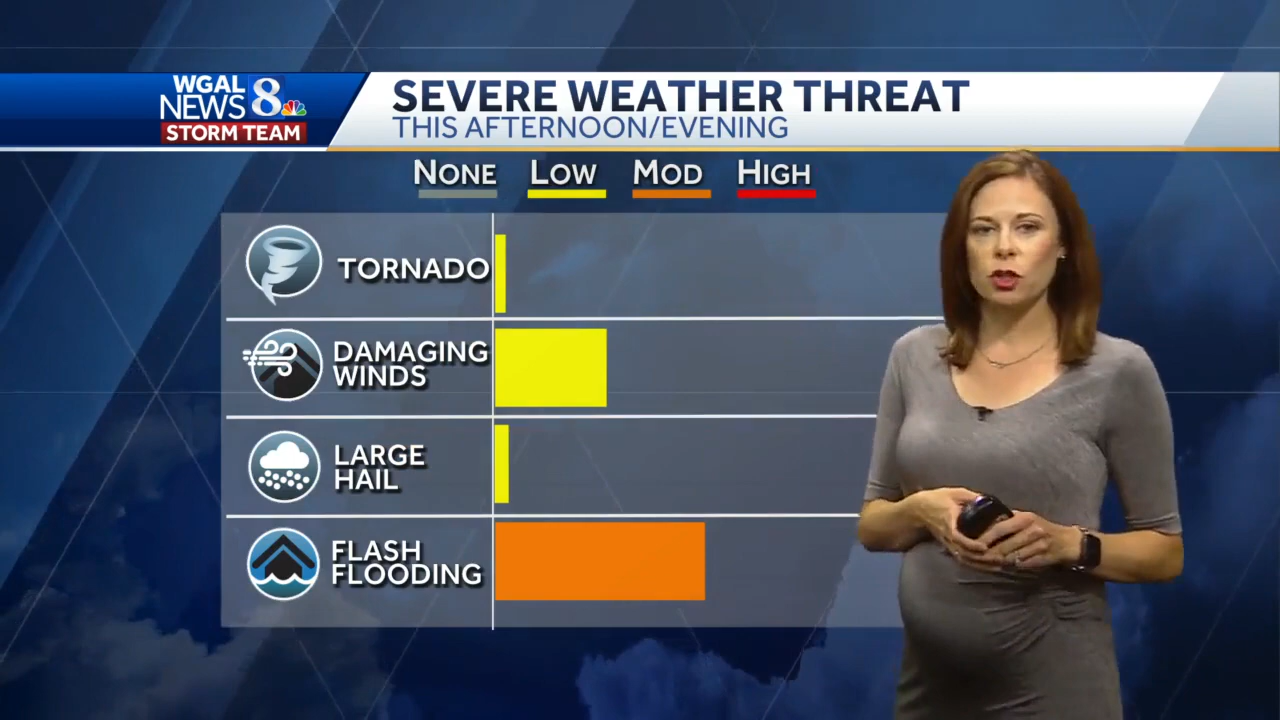 WGAL
NEWS 8
STORM TEAM
SEVERE WEATHER THREAT
THIS AFTERNOON/EVENING
NONE LOW MOD HIGH
TORNADO
DAMAGING
WINDS
LARGE
HAIL
FLASH
FLOODING